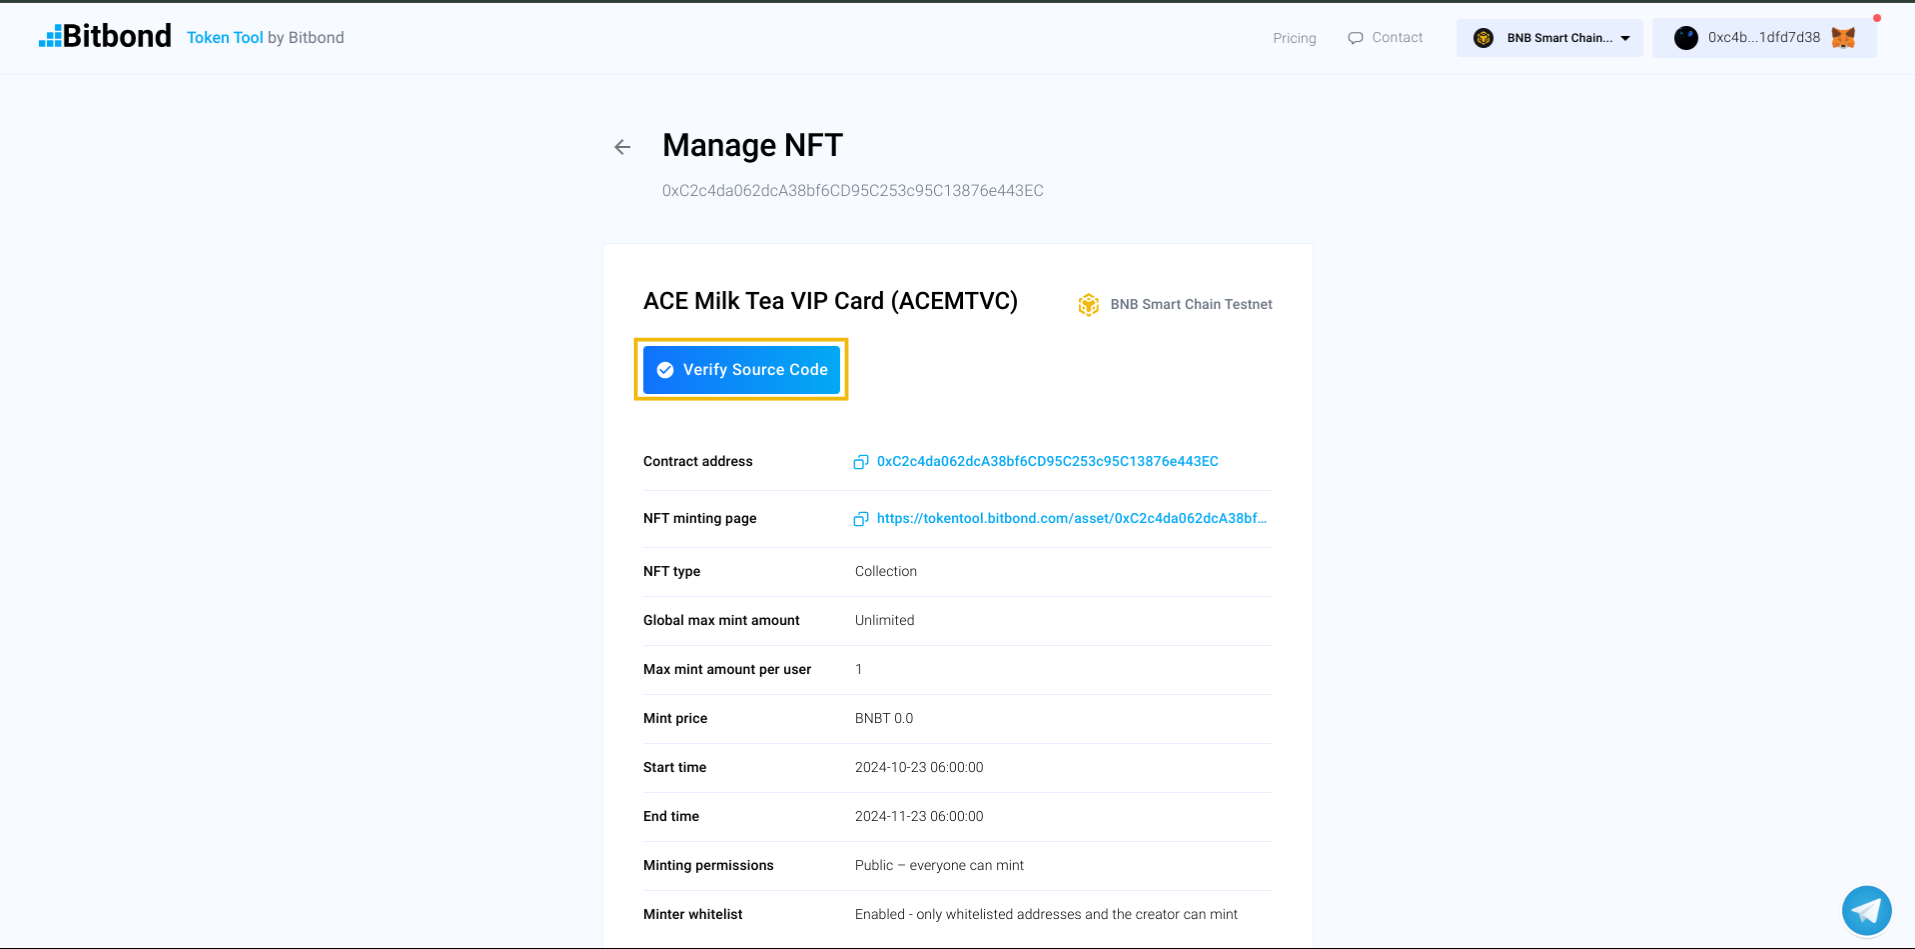 Bitbond Token Tool by Bitbond
Pricing
Contact
BNB Smart Chain...
0xc4b...1dfd7d38
Manage NFT
0xC2c4da062dcA38bf6CD95C253c95C13876e443EC
ACE Milk Tea VIP Card (ACEMTVC)
BNB Smart Chain Testnet
Verify Source Code
Contract address 0xC2c4da062dcA38bf6CD95C253c95C13876e443EC
NFT minting page https://tokentool.bitbond.com/asset/0xC2c4da062dcA38bf...
NFT type Collection
Global max mint amount Unlimited
Max mint amount per user 1
Mint price BNBT 0.0
Start time 2024-10-23 06:00:00
End time 2024-11-23 06:00:00
Minting permissions Public – everyone can mint
Minter whitelist Enabled - only whitelisted addresses and the creator can mint